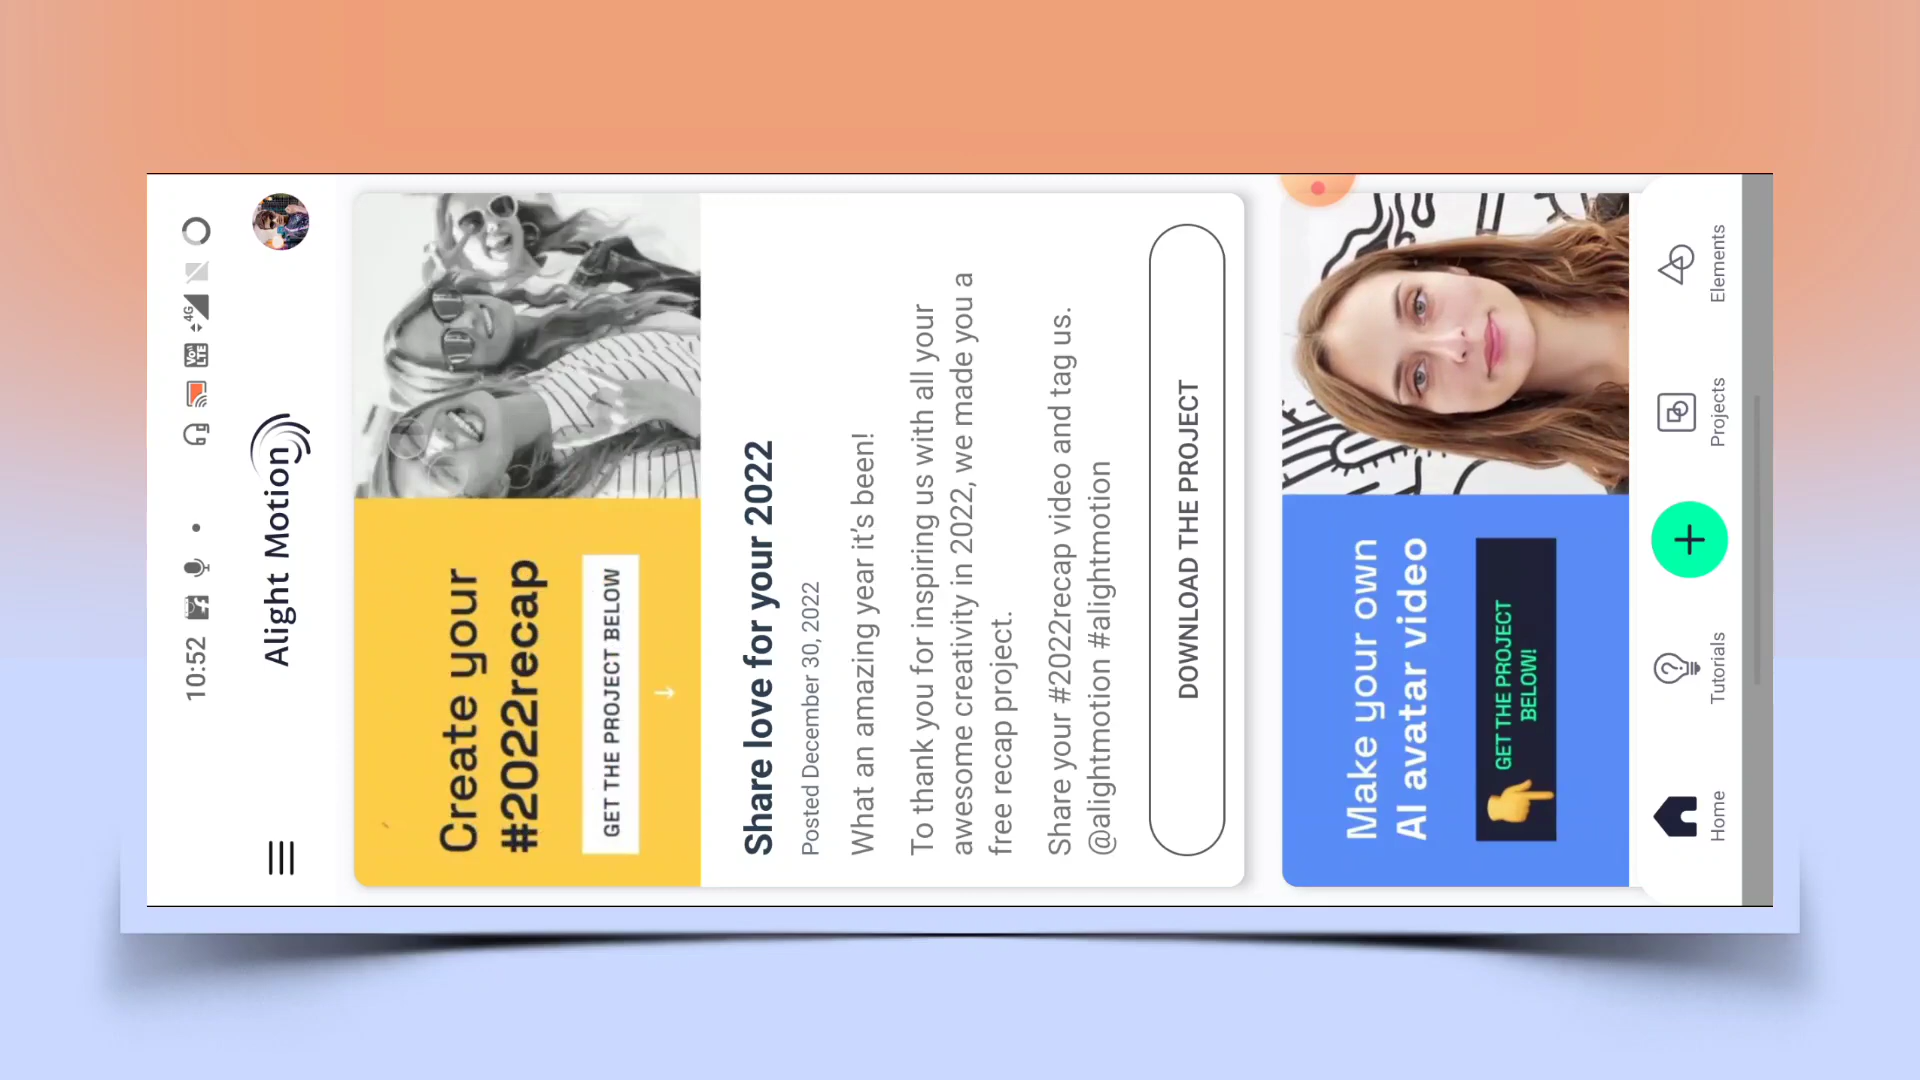 10:52
4G
Vo))
LTE
Alight Motion
Create your
#2022recap
GET THE PROJECT BELOW
Share love for your 2022
Posted December 30, 2022
What an amazing year it's been!
To thank you for inspiring us with all your
awesome creativity in 2022, we made you a
free recap project.
Share your #2022recap video and tag us.
@alightmotion #alightmotion
DOWNLOAD THE PROJECT
Make your own
AI avatar video
GET THE PROJECT
BELOW!
Home
Tutorials
Projects
Elements